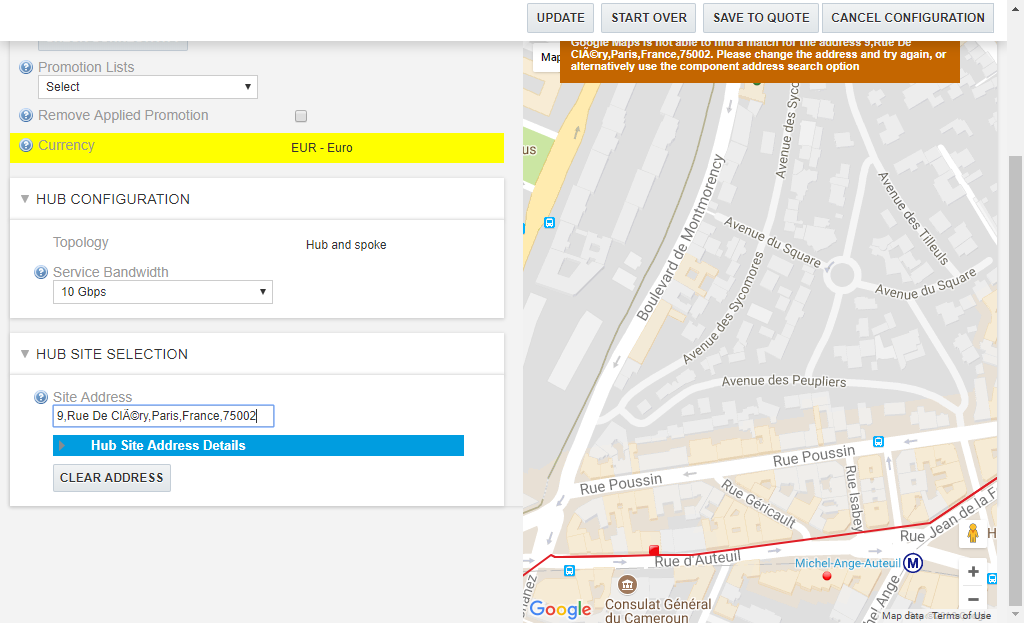 UPDATE
START OVER
SAVE TO QUOTE
CANCEL CONFIGURATION
Promotion Lists
Select
Remove Applied Promotion
Currency
EUR - Euro
HUB CONFIGURATION
Topology
Hub and spoke
Service Bandwidth
10 Gbps
HUB SITE SELECTION
Site Address
9,Rue De ClÃ©ry,Paris,France,75002
Hub Site Address Details
CLEAR ADDRESS
Google Maps is not able to find a match for the address 9,Rue De
ClÃ©ry,Paris,France,75002. Please change the address and try again, or
alternatively use the component address search option
Map
us
Avenue des Syco
Boulevard de Montmorency
Avenue du Square
Avenue des Tilleuls
Avenue des Sycomores
Avenue du Square
Avenue des Peupliers
Rue Poussin
Rue Poussin
Rue Géricault
Rue Isabey
Rue Jean de la F
H
Rue d'Auteuil
Michel-Ange-Auteuil
M
hel Ange
Consulat Général
du Cameroun
Google
Map data
Terms of Use